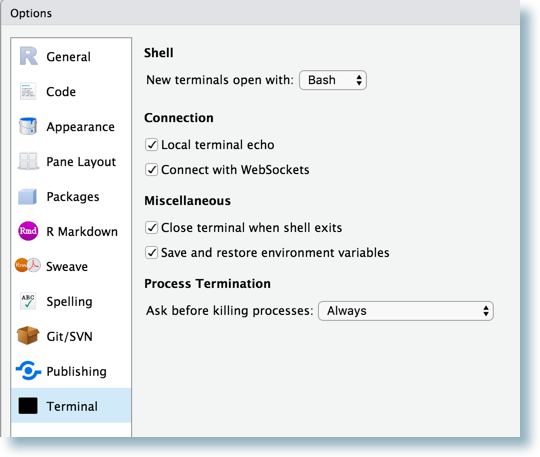 Options
R General
Code
Appearance
Pane Layout
Packages
Rmd R Markdown
Sweave
ABC Spelling
Git/SVN
Publishing
Terminal
Shell
New terminals open with: Bash
Connection
Local terminal echo
Connect with WebSockets
Miscellaneous
Close terminal when shell exits
Save and restore environment variables
Process Termination
Ask before killing processes: Always